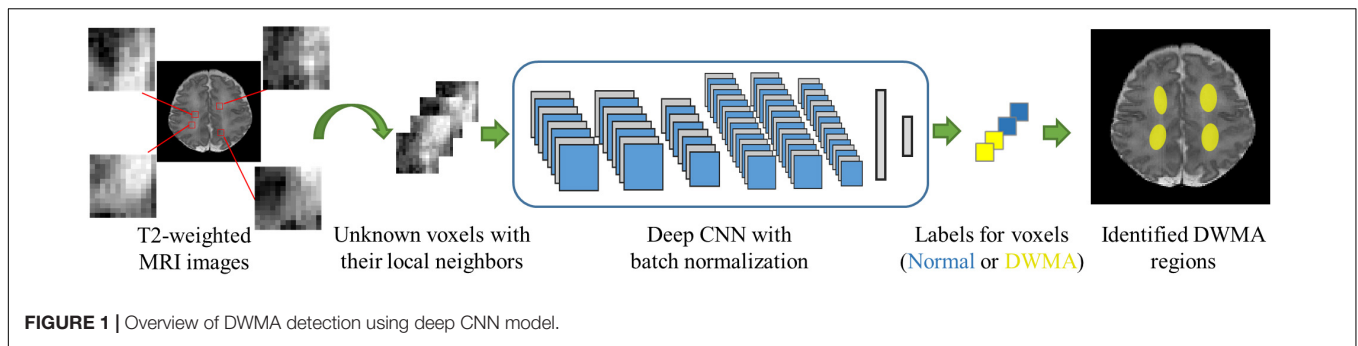 T2-weighted
MRI images
Unknown voxels with
their local neighbors
Deep CNN with
batch normalization
Labels for voxels
(Normal or DWMA)
Identified DWMA
regions
FIGURE 1 | Overview of DWMA detection using deep CNN model.